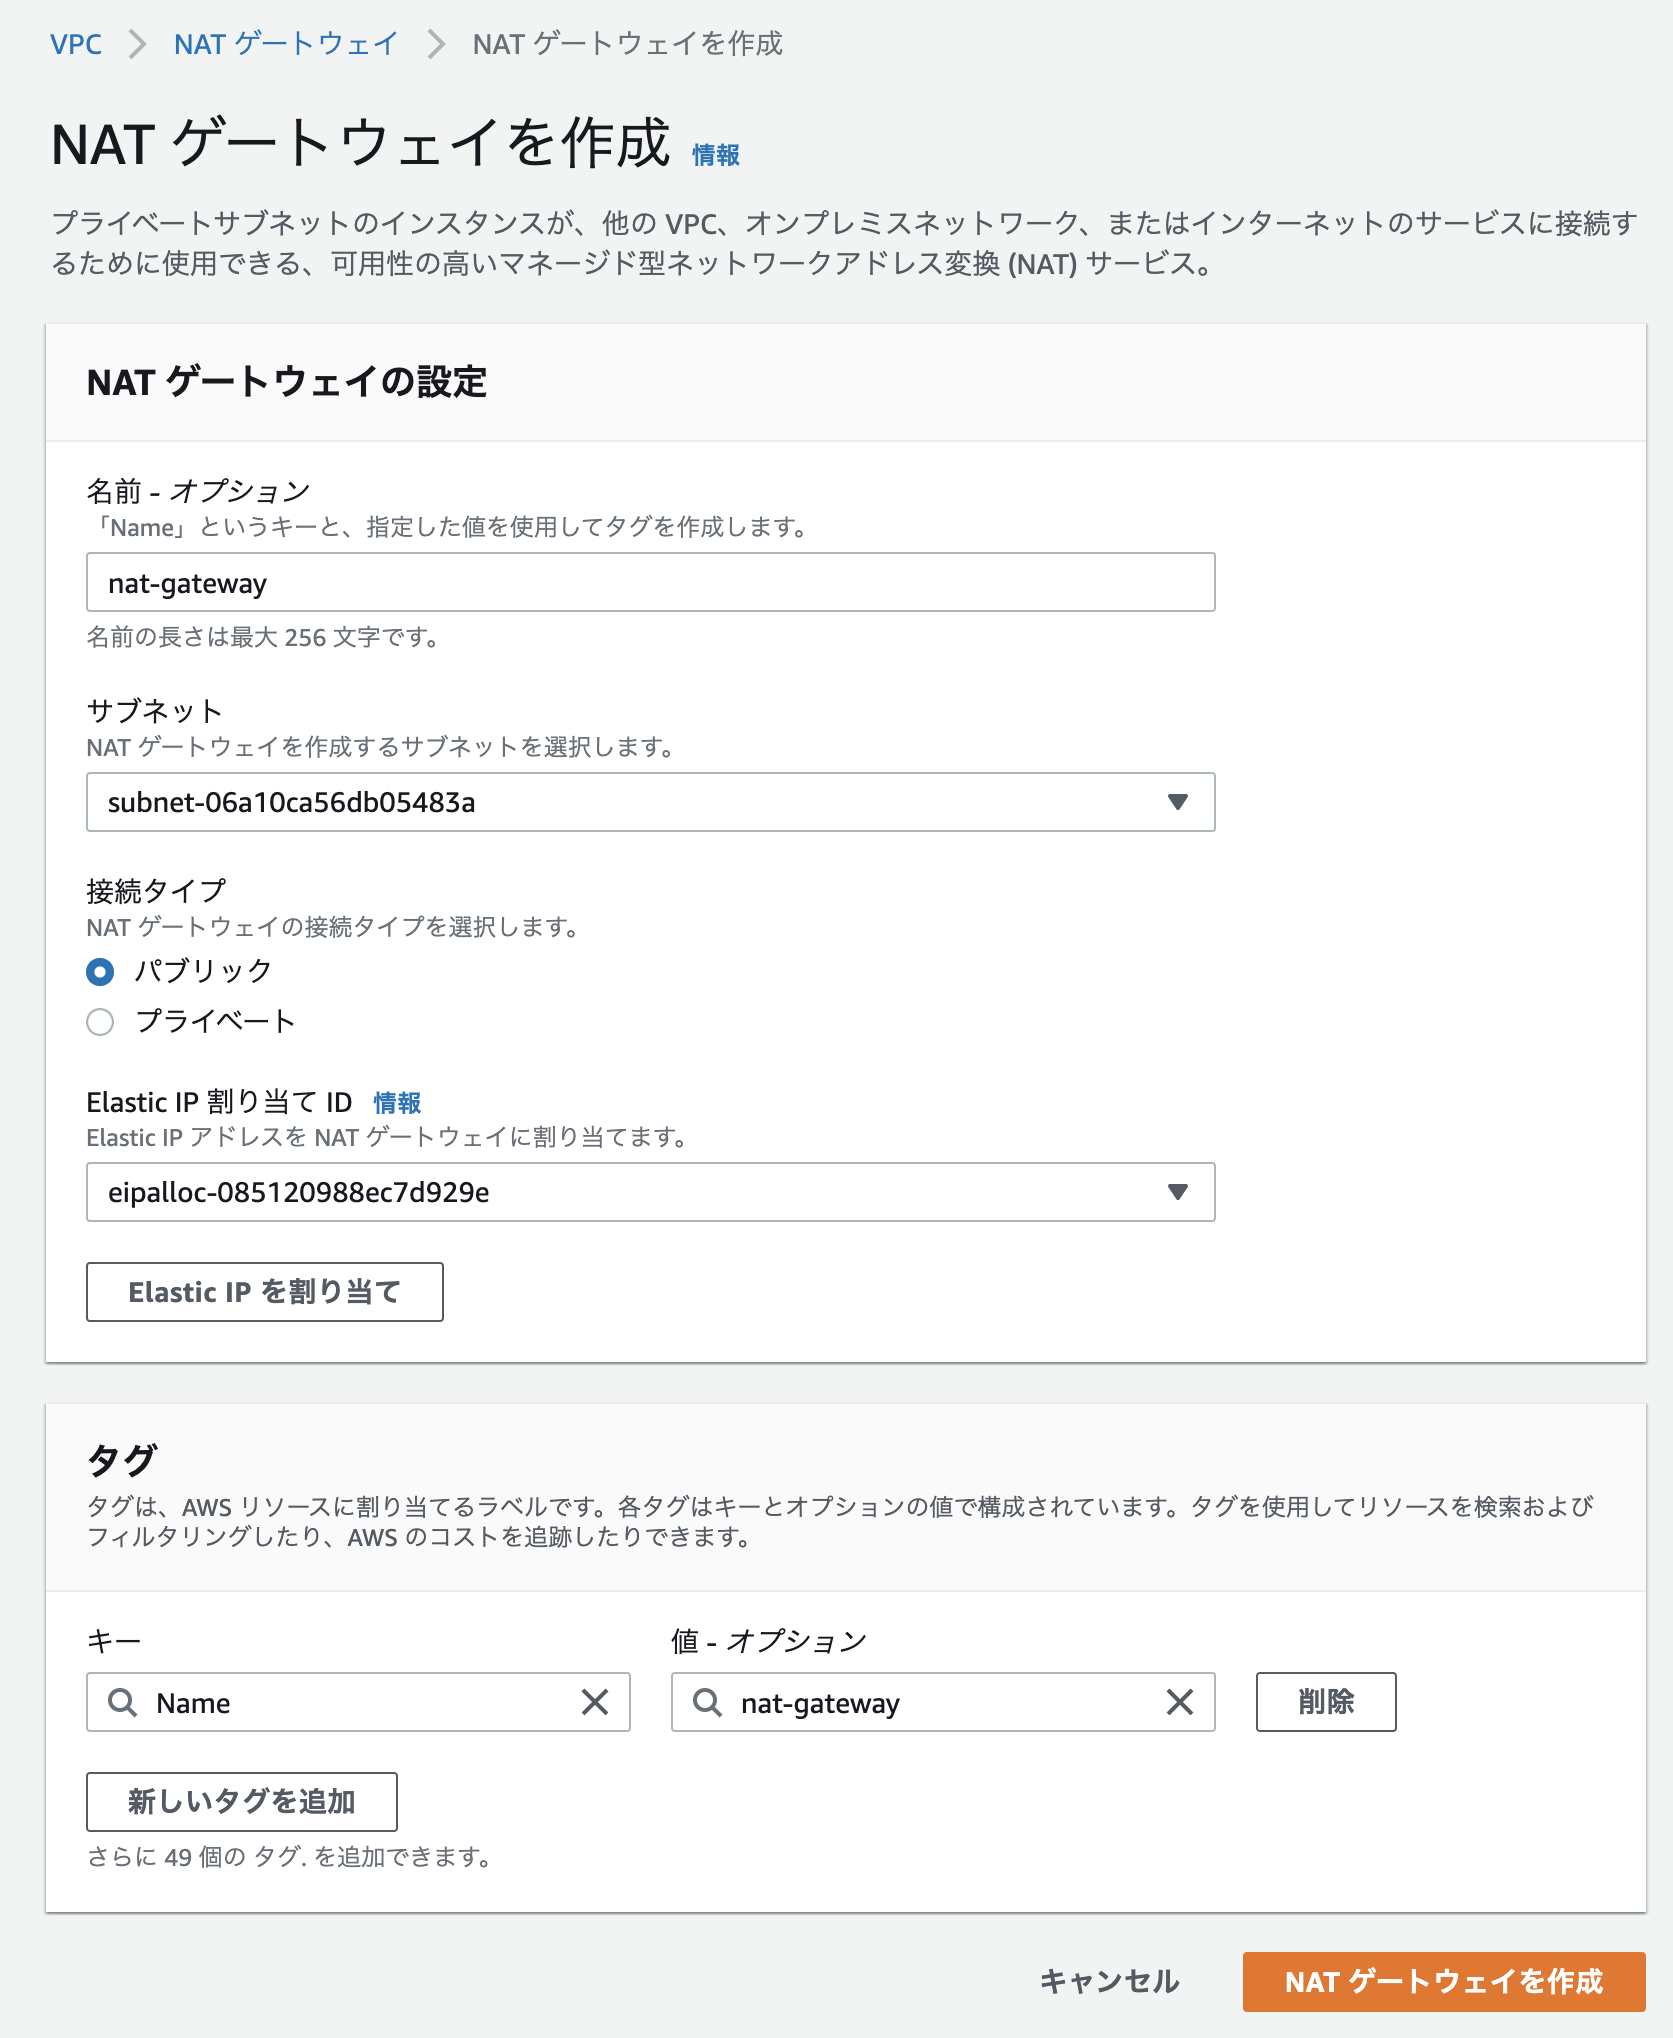 VPC > NAT ゲートウェイ > NAT ゲートウェイを作成
NAT ゲートウェイを作成 情報
プライベートサブネットのインスタンスが、他の VPC、オンプレミスネットワーク、またはインターネットのサービスに接続す
るために使用できる、可用性の高いマネージド型ネットワークアドレス変換 (NAT) サービス。
NAT ゲートウェイの設定
名前 - オプション
「Name」というキーと、指定した値を使用してタグを作成します。
nat-gateway
名前の長さは最大 256 文字です。
サブネット
NAT ゲートウェイを作成するサブネットを選択します。
subnet-06a10ca56db05483a
接続タイプ
NAT ゲートウェイの接続タイプを選択します。
パブリック
プライベート
Elastic IP 割り当て ID 情報
Elastic IP アドレスを NAT ゲートウェイに割り当てます。
eipalloc-085120988ec7d929e
Elastic IP を割り当て
タグ
タグは、AWS リソースに割り当てるラベルです。各タグはキーとオプションの値で構成されています。タグを使用してリソースを検索および
フィルタリングしたり、AWS のコストを追跡したりできます。
キー 値 - オプション
Name nat-gateway 削除
新しいタグを追加
さらに 49 個の タグ. を追加できます。
キャンセル NAT ゲートウェイを作成